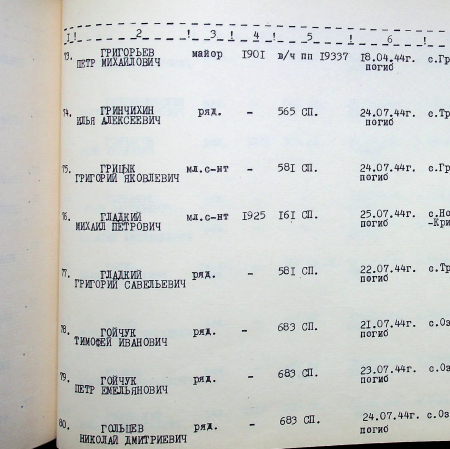 1! 2 ! 3 ! 4 ! 5 ! 6 !
73. ГРИГОРЬЕВ майор 1901 в/ч пп 19337 18.04.44г. с.Гр
ПЕТР МИХАЙЛОВИЧ погиб
74. ГРИНЧИХИН ряд. - 565 СП. 24.07.44г. с.Тр
ИЛЬЯ АЛЕКСЕЕВИЧ погиб
75. ГРИЦЫК мл.с-нт - 581 СП. 24.07.44г. с.Гр
ГРИГОРИЙ ЯКОВЛЕВИЧ погиб
76. ГЛАДКИЙ мл.с-нт 1925 161 СП. 25.07.44г. с.Но
МИХАИЛ ПЕТРОВИЧ погиб -Кри
77. ГЛАДКИЙ ряд. - 581 СП. 22.07.44г. с.Тр
ГРИГОРИЙ САВЕЛЬЕВИЧ погиб
78. ГОЙЧУК ряд. - 683 СП. 21.07.44г. с.Оз
ТИМОФЕЙ ИВАНОВИЧ погиб
79. ГОЙЧУК ряд. - 683 СП. 23.07.44г. с.Оз
ПЕТР ЕМЕЛЬЯНОВИЧ погиб
80. ГОЛЬЦЕВ ряд. - 683 СП. 24.07.44г. с.Оз
НИКОЛАЙ ДМИТРИЕВИЧ погиб